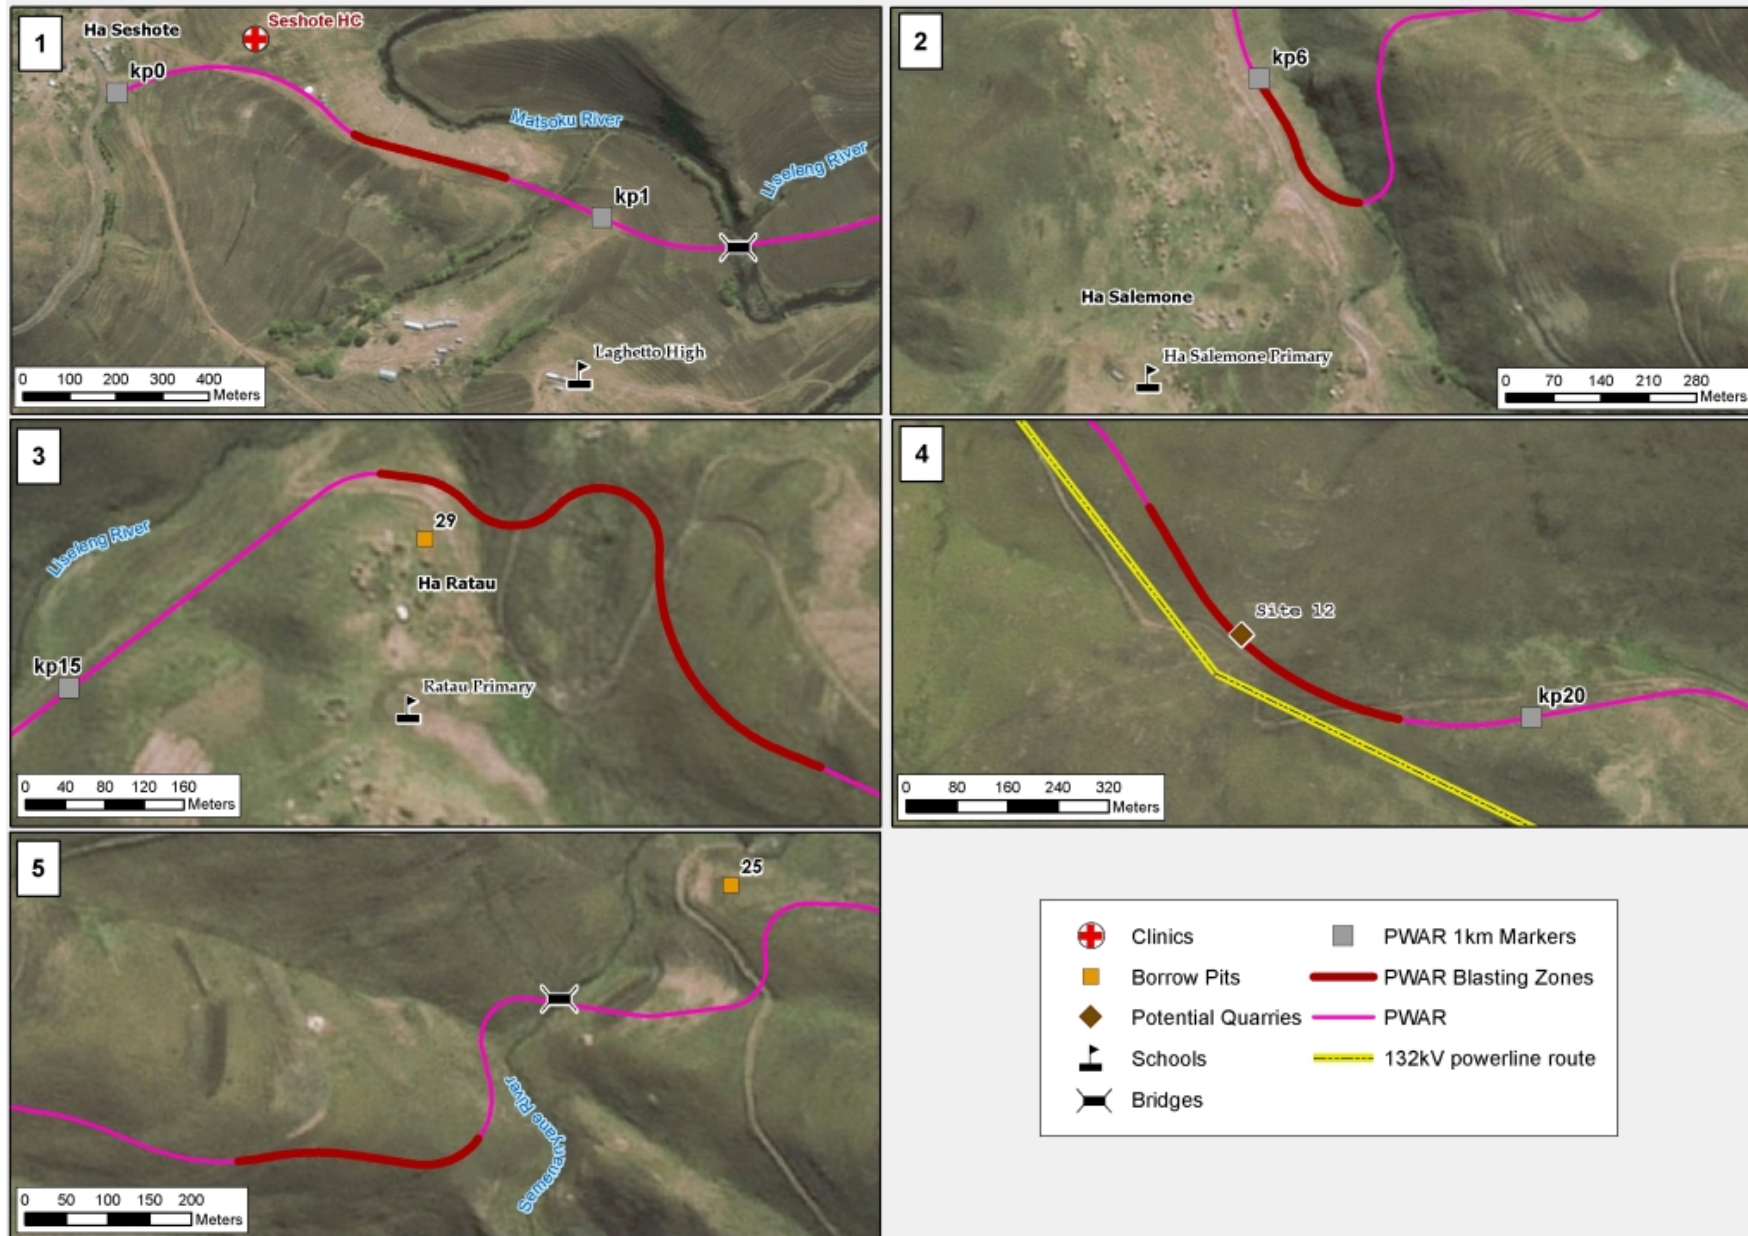 1
Ha Seshote
Seshote HC
kp0
Matsoku River
Liseleng River
kp1
Laghetto High
0 100 200 300 400
Meters
2
kp6
Ha Salemone
Ha Salemone Primary
0 70 140 210 280
Meters
3
29
Liseleng River
Ha Ratau
kp15
Ratau Primary
0 40 80 120 160
Meters
4
Site 12
kp20
0 80 160 240 320
Meters
5
25
Semenanyane River
0 50 100 150 200
Meters
Clinics
Borrow Pits
Potential Quarries
Schools
Bridges
PWAR 1km Markers
PWAR Blasting Zones
PWAR
132kV powerline route